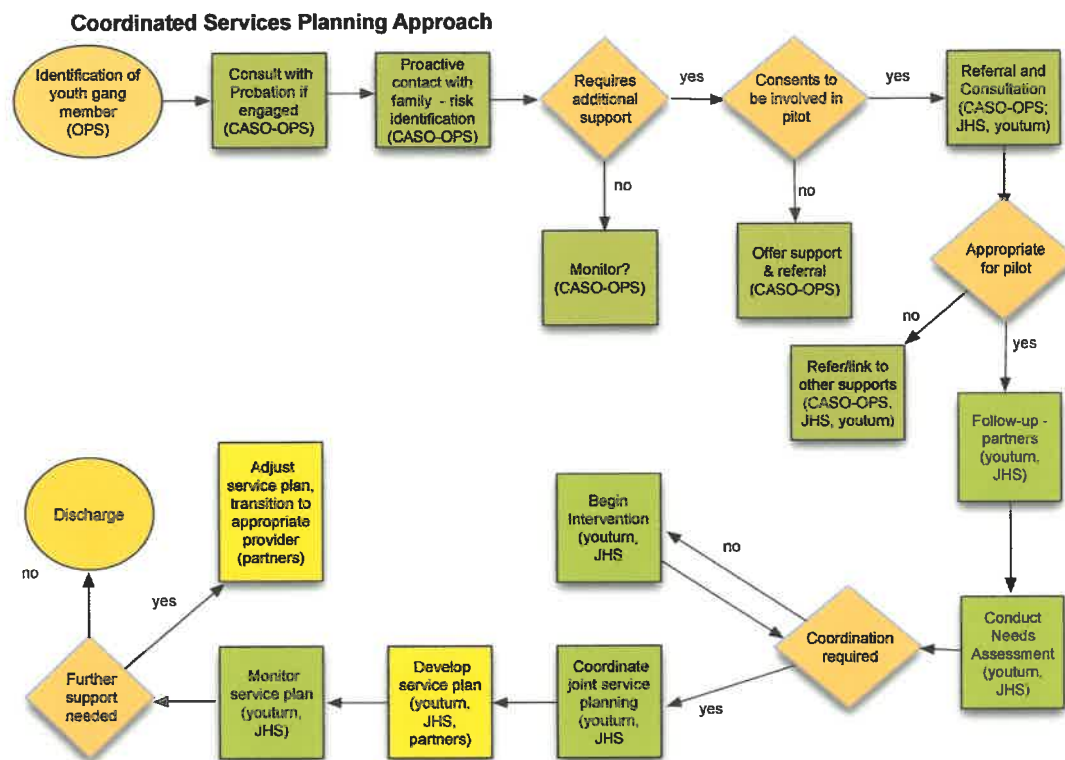 Coordinated Services Planning Approach
Identification of
youth gang
member
(OPS)
Consult with
Probation if
engaged
(CASO-OPS)
Proactive
contact with
family - risk
identification
(CASO-OPS)
Requires
additional
support
yes
Consents to
be involved in
pilot
yes
Referral and
Consultation
(CASO-OPS;
JHS, youturn)
no
Monitor?
(CASO-OPS)
no
Offer support
& referral
(CASO-OPS)
Appropriate
for pilot
no
Refer/link to
other supports
(CASO-OPS,
JHS, youturn)
yes
Follow-up -
partners
(youturn,
JHS)
Conduct
Needs
Assessment
(youturn,
JHS)
Coordination
required
no
Begin
Intervention
(youturn,
JHS
yes
Coordinate
joint service
planning
(youturn,
JHS
Develop
service plan
(youturn,
JHS,
partners)
Monitor
service plan
(youturn,
JHS)
Further
support
needed
yes
Adjust
service plan,
transition to
appropriate
provider
(partners)
no
Discharge